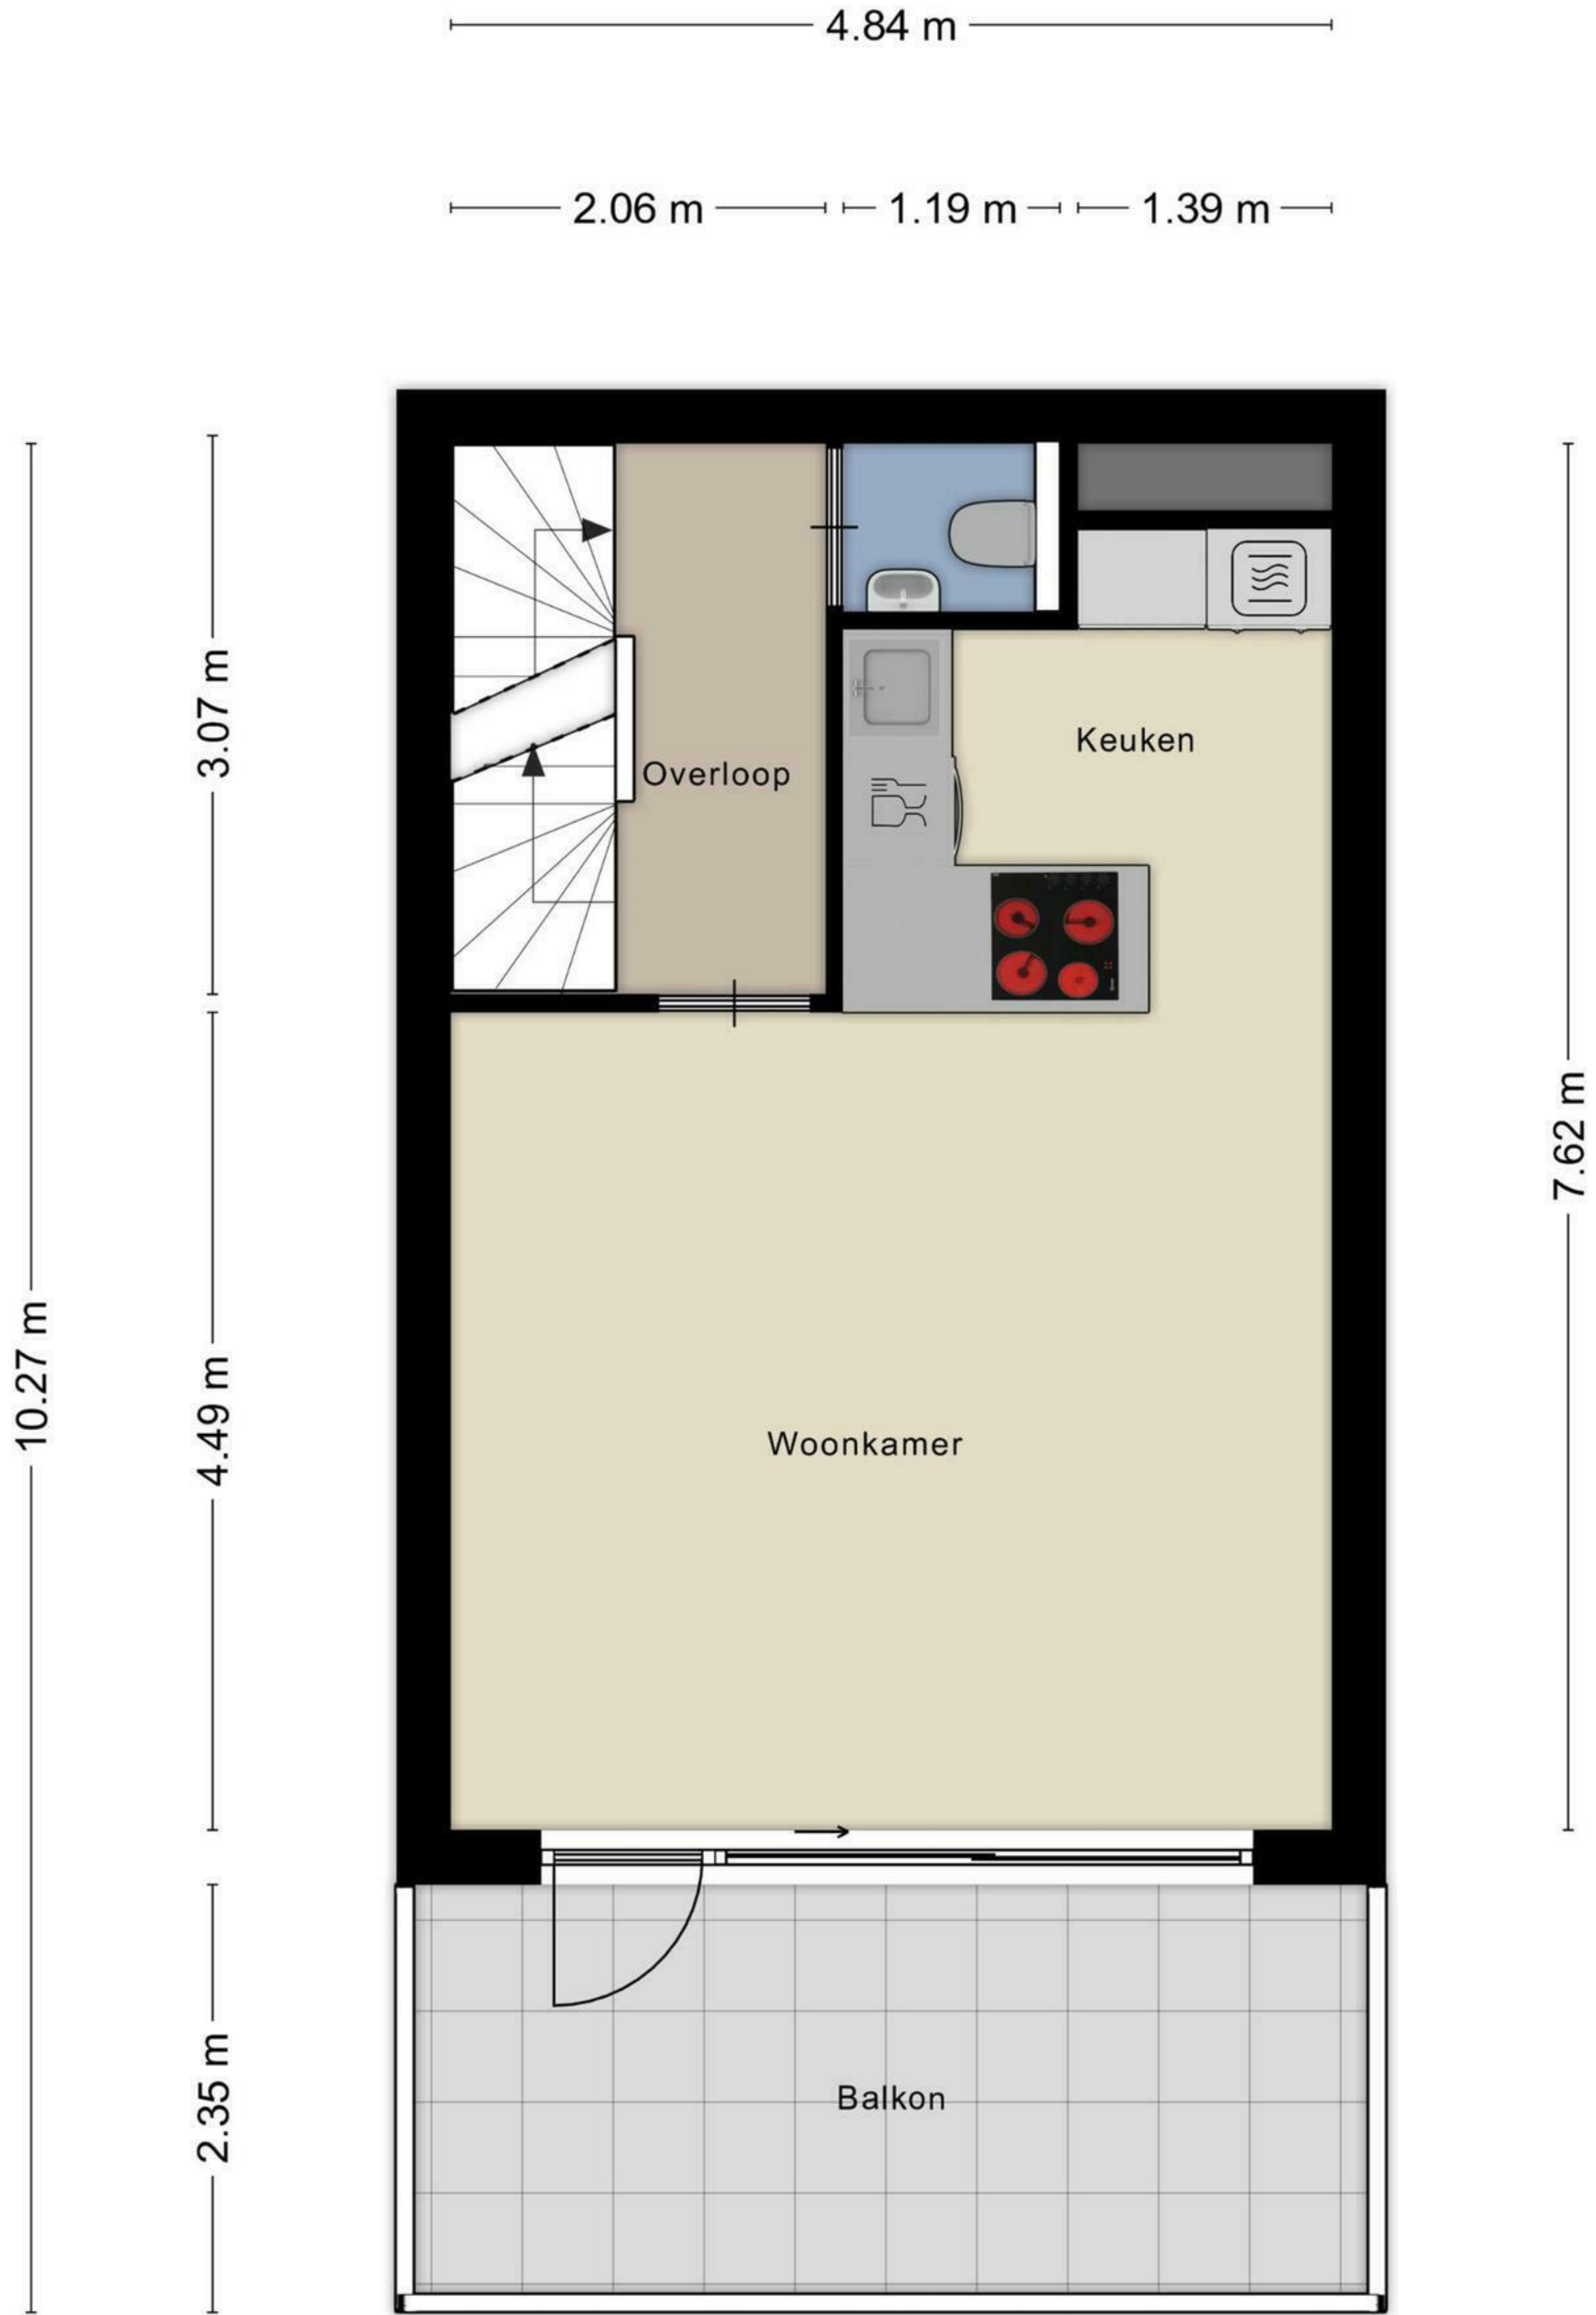 4.84 m
2.06 m
1.19 m
1.39 m
3.07 m
Keuken
Overloop
7.62 m
10.27 m
4.49 m
Woonkamer
2.35 m
Balkon